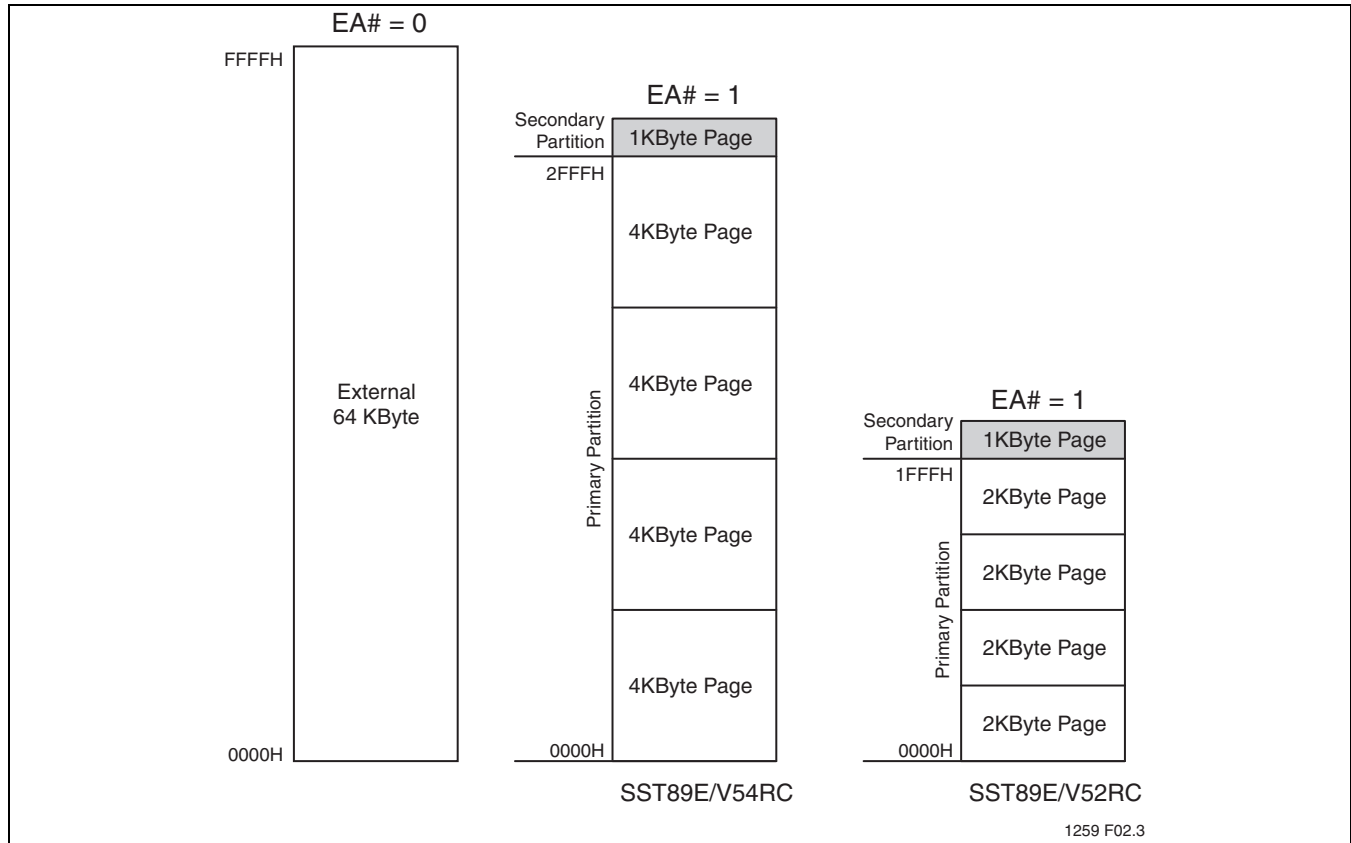 EA# = 0
FFFFH
External
64 KByte
0000H
EA# = 1
Secondary
Partition
1KByte Page
2FFFH
4KByte Page
4KByte Page
4KByte Page
4KByte Page
Primary Partition
0000H
SST89E/V54RC
EA# = 1
Secondary
Partition
1KByte Page
1FFFH
2KByte Page
2KByte Page
2KByte Page
2KByte Page
Primary Partition
0000H
SST89E/V52RC
1259 F02.3